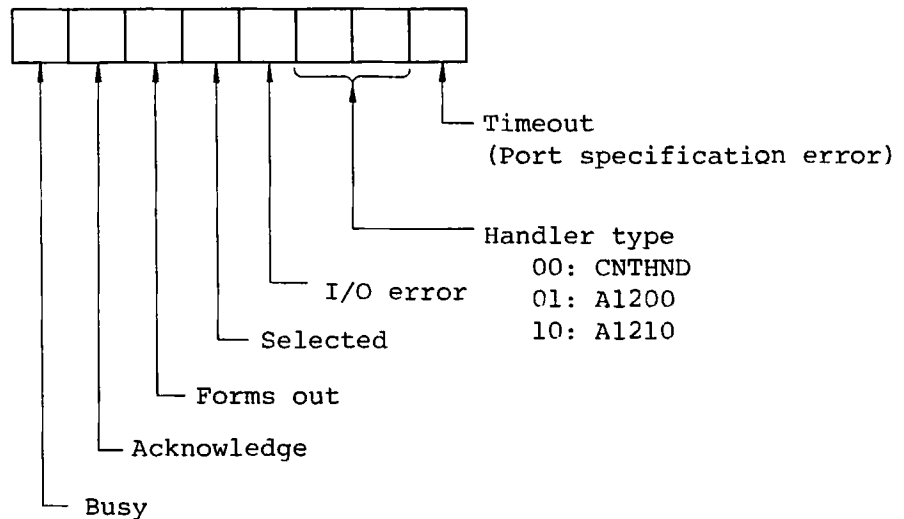 Timeout
(Port specification error)
Handler type
00: CNTHND
01: A1200
10: A1210
I/O error
Selected
Forms out
Acknowledge
Busy